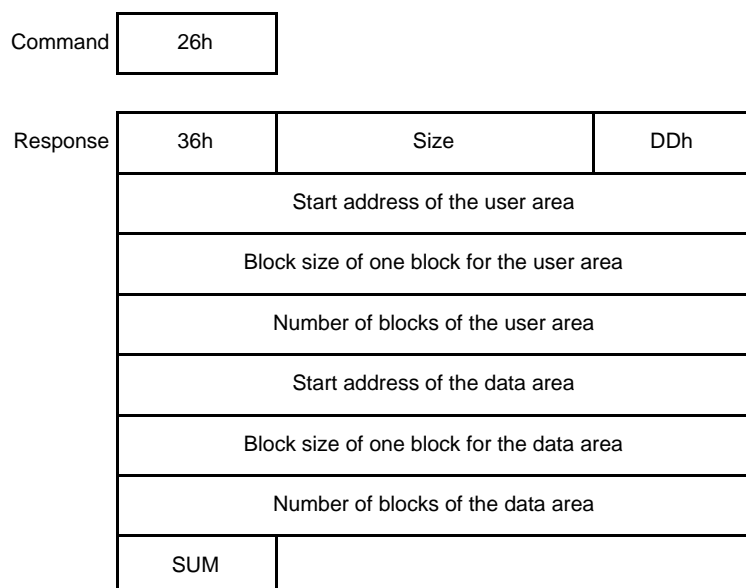 Command 26h
Response 36h Size DDh
Start address of the user area
Block size of one block for the user area
Number of blocks of the user area
Start address of the data area
Block size of one block for the data area
Number of blocks of the data area
SUM